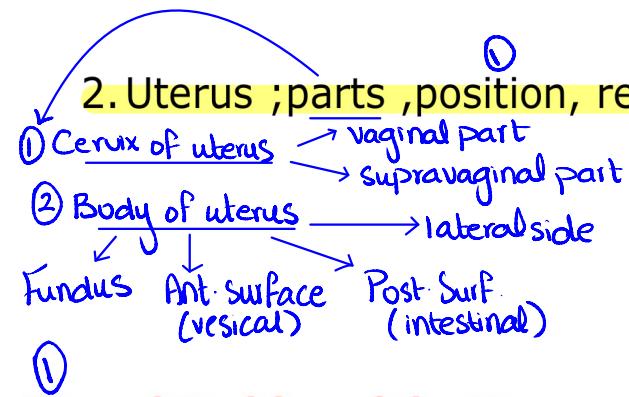 ①
2. Uterus ;parts ,position, re
① Cervix of uterus
vaginal part
supravaginal part
② Body of uterus
lateral side
Fundus
Ant. surface
(vesical)
Post. Surf.
(intestinal)
①